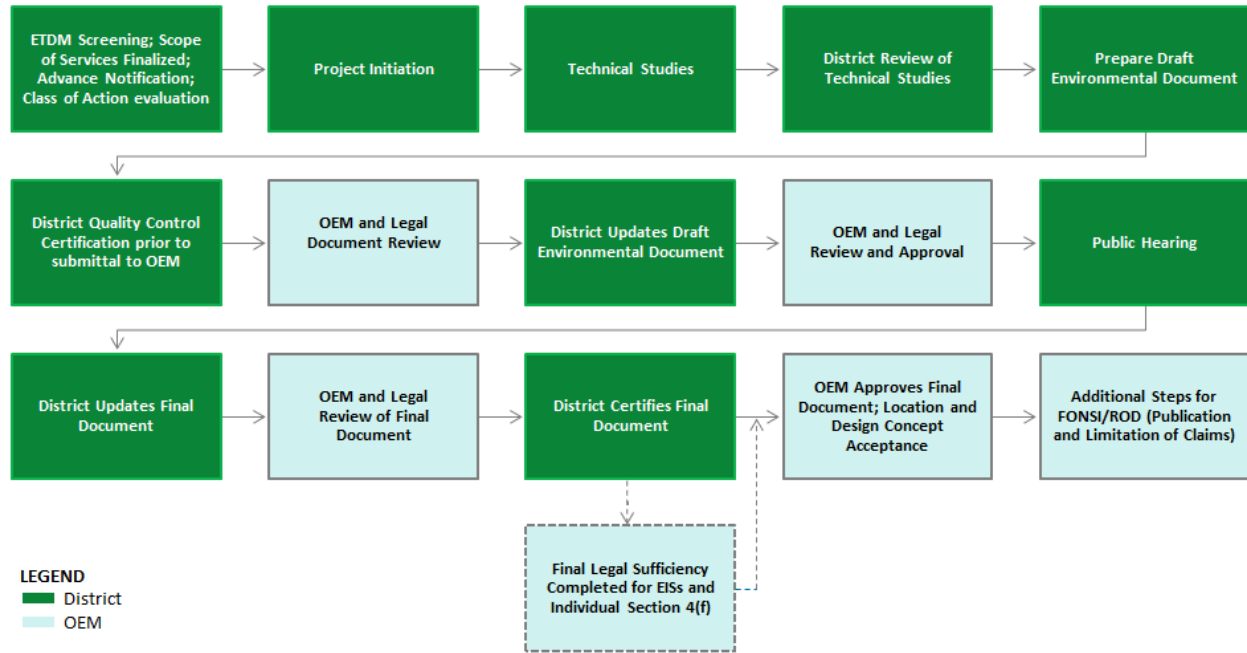 ETDM Screening; Scope
of Services Finalized;
Advance Notification;
Class of Action evaluation
Project Initiation
Technical Studies
District Review of
Technical Studies
Prepare Draft
Environmental Document
District Quality Control
Certification prior to
submittal to OEM
OEM and Legal
Document Review
District Updates Draft
Environmental Document
OEM and Legal
Review and Approval
Public Hearing
District Updates Final
Document
OEM and Legal
Review of Final
Document
District Certifies Final
Document
OEM Approves Final
Document; Location and
Design Concept
Acceptance
Additional Steps for
FONSI/ROD (Publication
and Limitation of Claims)
Final Legal Sufficiency
Completed for EISs and
Individual Section 4(f)
LEGEND
District
OEM